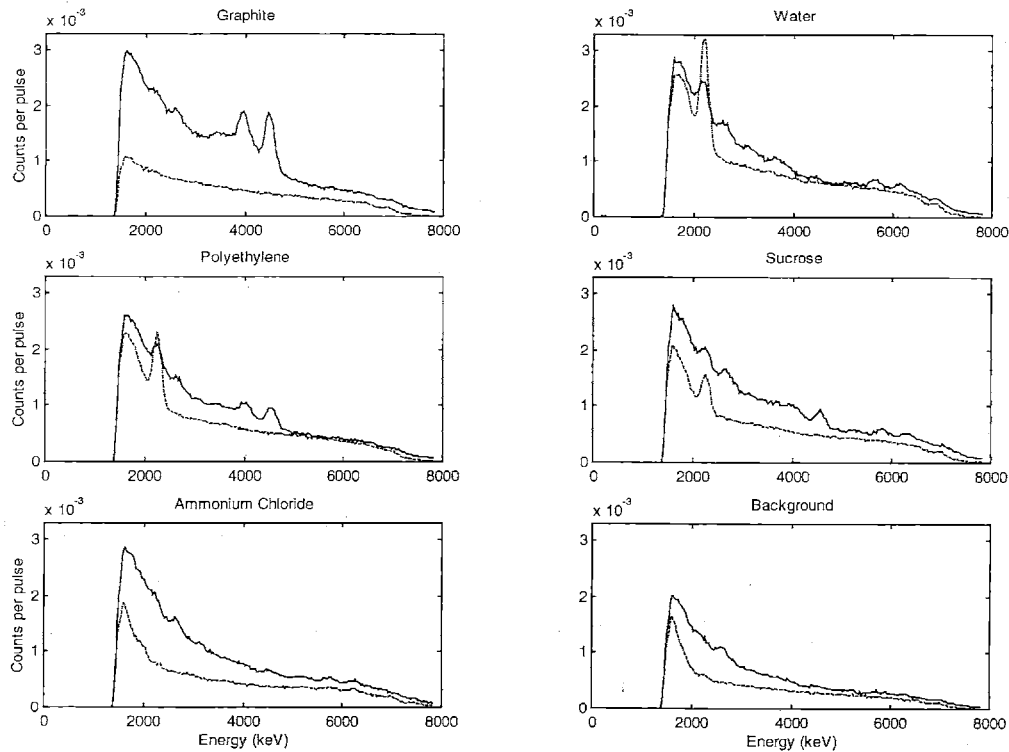 Graphite
x 10⁻³
Counts per pulse
3
2
1
0
0 2000 4000 6000 8000
Water
x 10⁻³
3
2
1
0
0 2000 4000 6000 8000
Polyethylene
x 10⁻³
Counts per pulse
3
2
1
0
0 2000 4000 6000 8000
Sucrose
x 10⁻³
3
2
1
0
0 2000 4000 6000 8000
Ammonium Chloride
x 10⁻³
Counts per pulse
3
2
1
0
0 2000 4000 6000 8000
Energy (keV)
Background
x 10⁻³
3
2
1
0
0 2000 4000 6000 8000
Energy (keV)